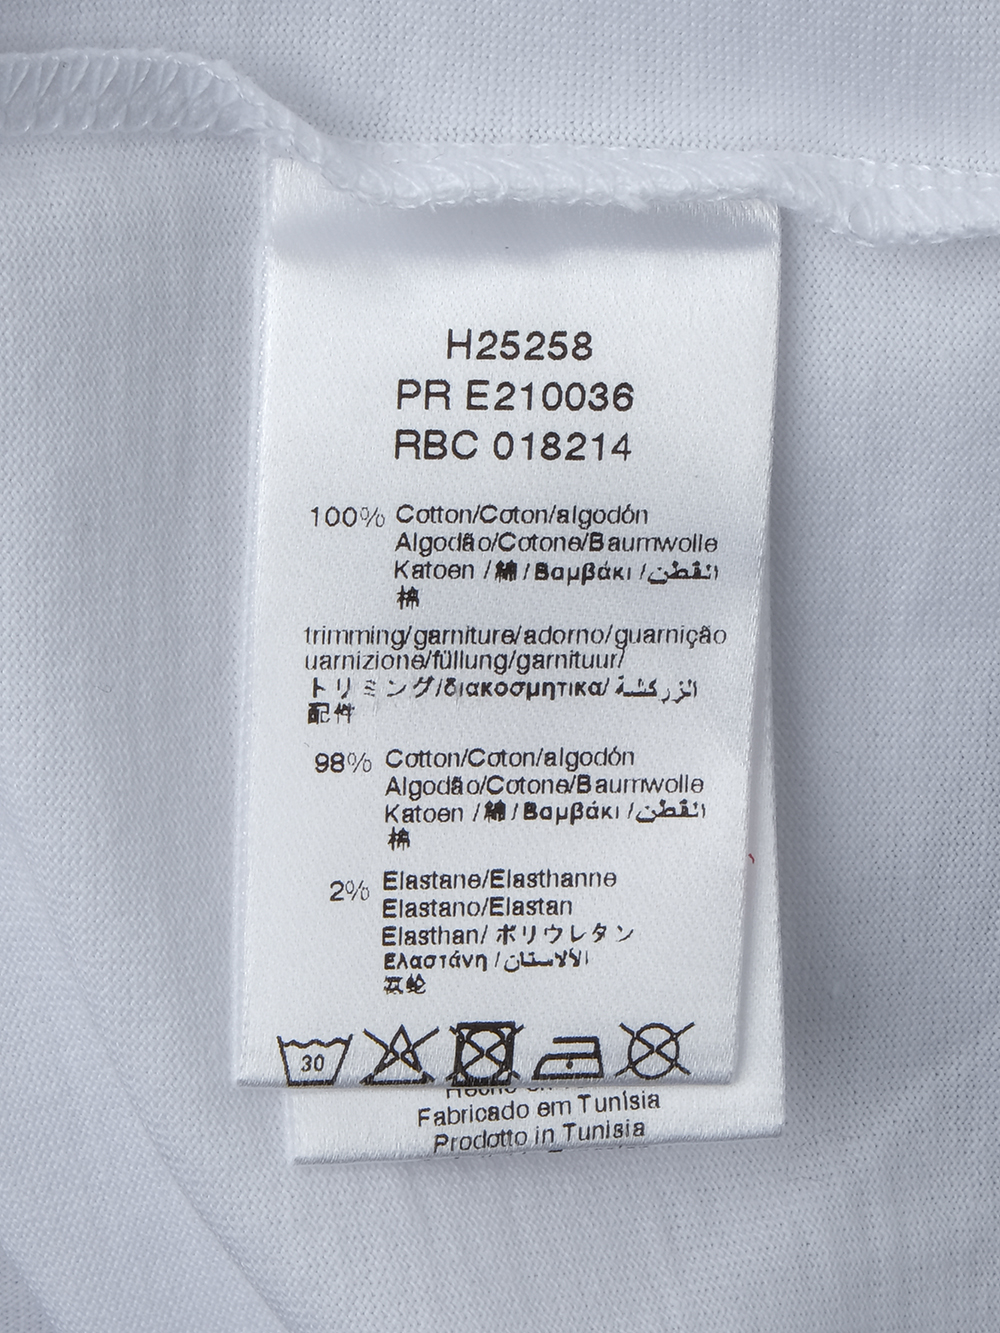 H25258
PR E210036
RBC 018214
100% Cotton/Coton/algodón
Algodão/Cotone/Baumwolle
Katoen /綿/Βαμβάκι/القطن
棉
trimming/garniture/adorno/guarnição
uarnizione/füllung/garnituur/
トリミング/διακοσμητικα/الزركشة
配件
98% Cotton/Coton/algodón
Algodão/Cotone/Baumwolle
Katoen /綿/Βαμβάκι/القطن
棉
2% Elastane/Elasthanne
Elastano/Elastan
Elasthan/ ポリウレタン
Ελαστάνη/الالاستان
30
Fabricado em Tunísia
Prodotto in Tunisia